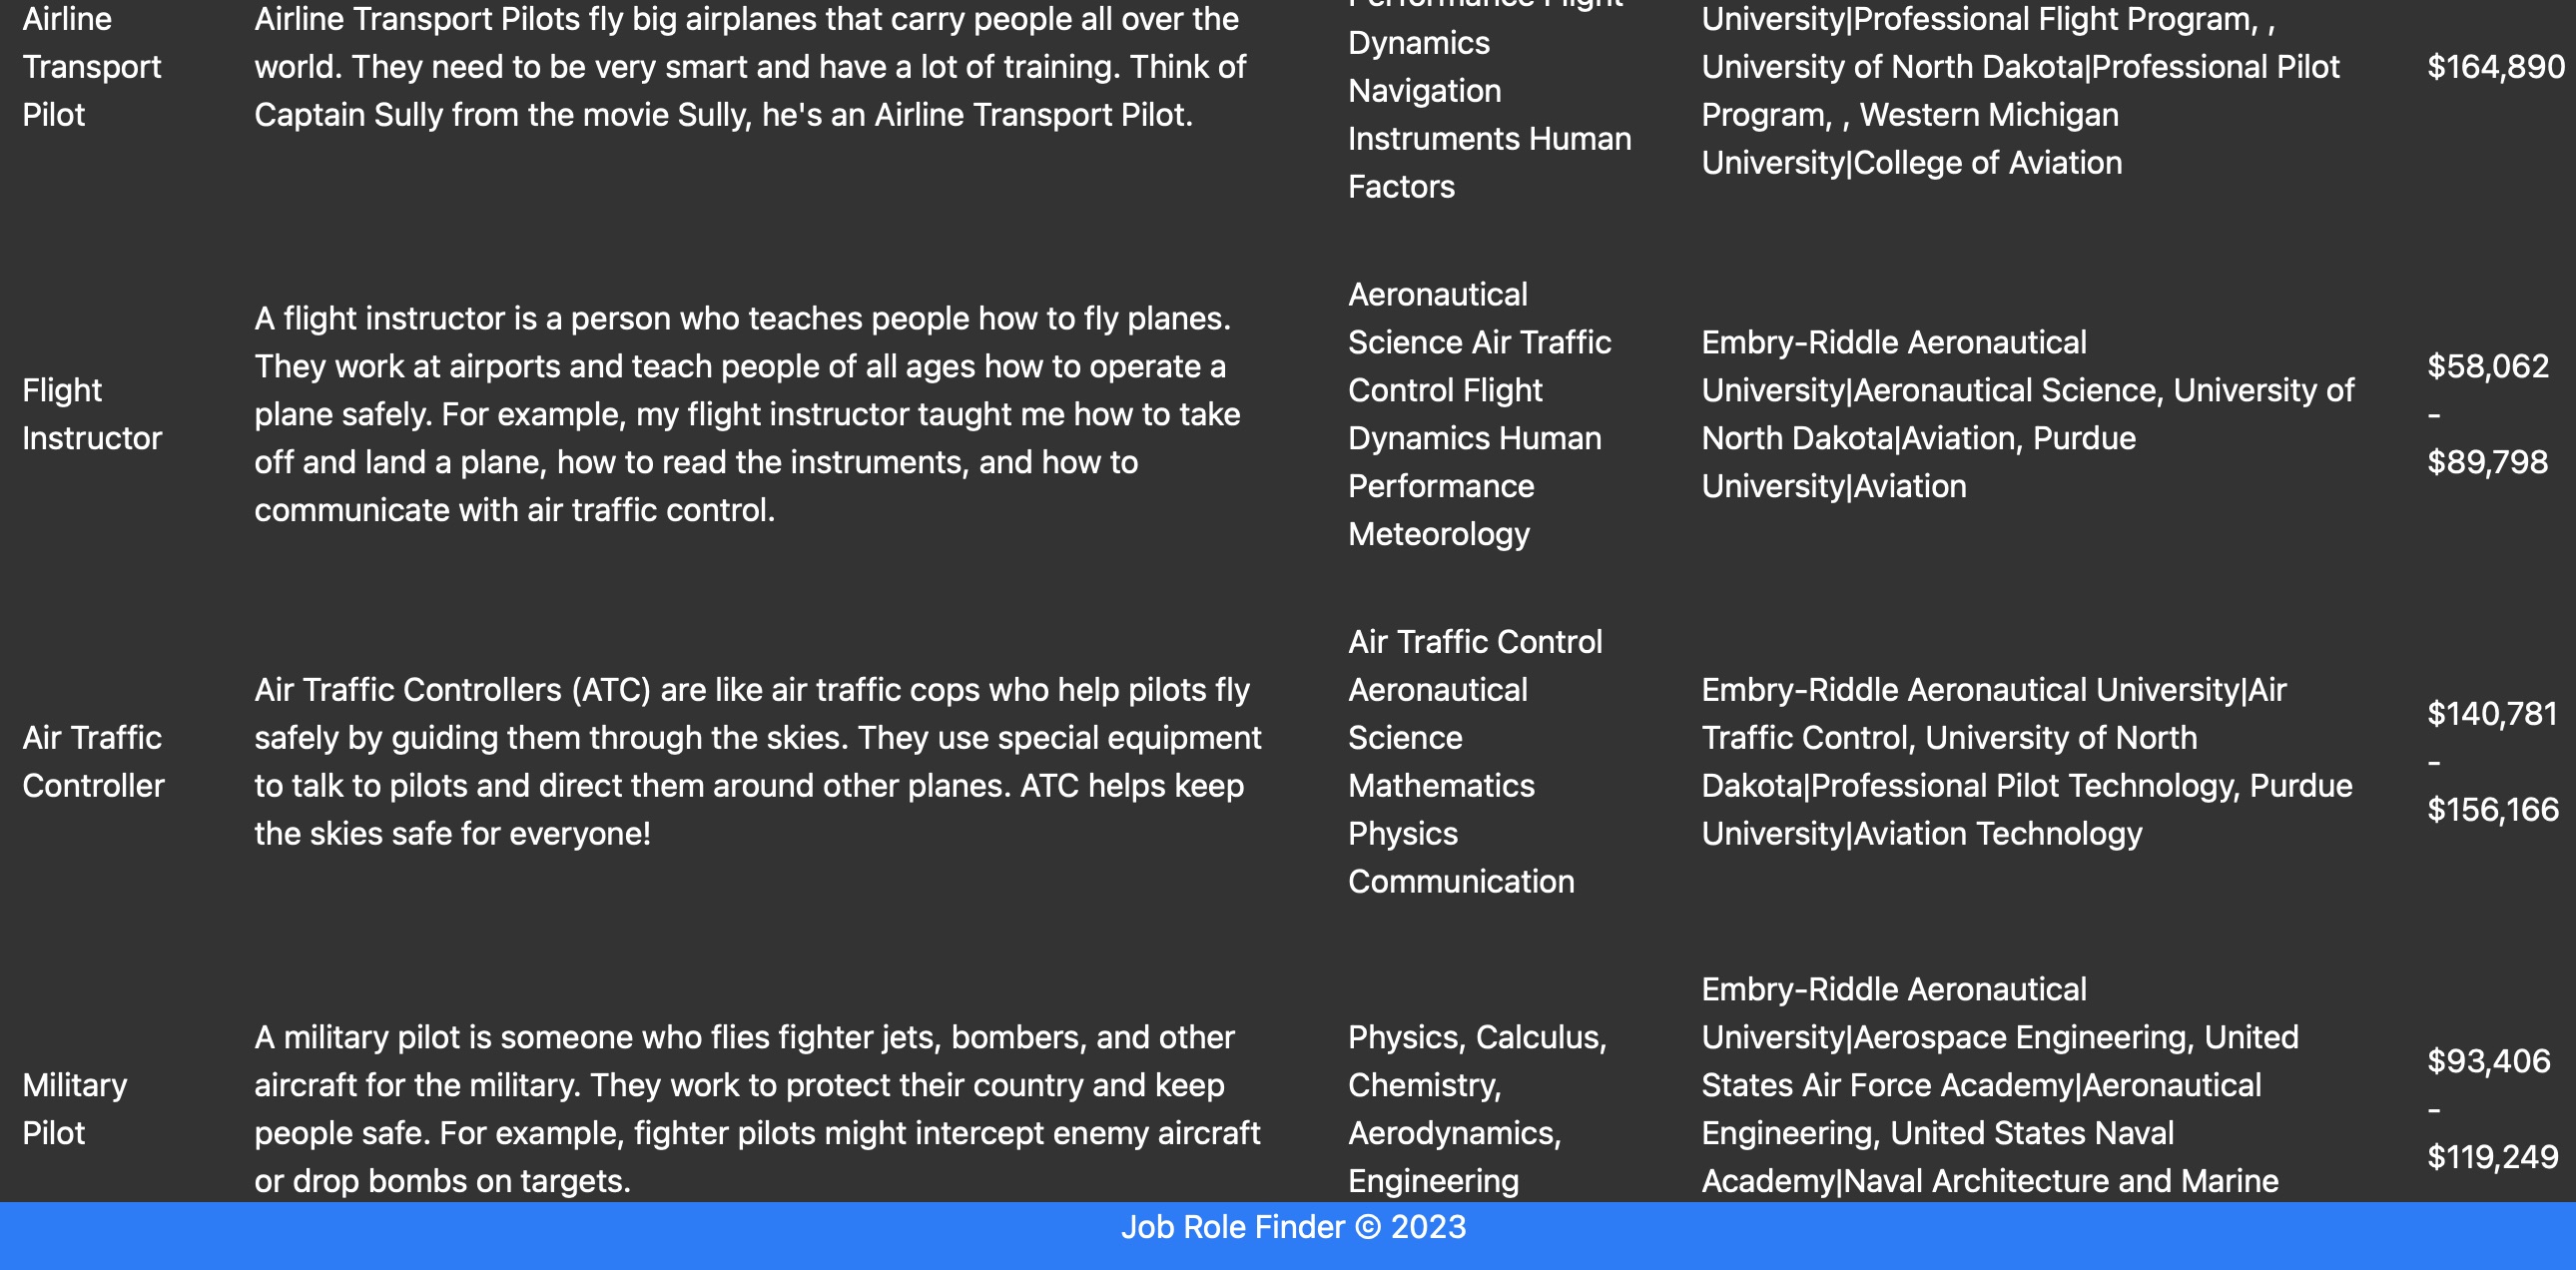 Airline
Transport
Pilot
Airline Transport Pilots fly big airplanes that carry people all over the
world. They need to be very smart and have a lot of training. Think of
Captain Sully from the movie Sully, he's an Airline Transport Pilot.
Performance Flight
Dynamics
Navigation
Instruments Human
Factors
University|Professional Flight Program, ,
University of North Dakota|Professional Pilot
Program, , Western Michigan
University|College of Aviation
$164,890
Flight
Instructor
A flight instructor is a person who teaches people how to fly planes.
They work at airports and teach people of all ages how to operate a
plane safely. For example, my flight instructor taught me how to take
off and land a plane, how to read the instruments, and how to
communicate with air traffic control.
Aeronautical
Science Air Traffic
Control Flight
Dynamics Human
Performance
Meteorology
Embry-Riddle Aeronautical
University|Aeronautical Science, University of
North Dakota|Aviation, Purdue
University|Aviation
$58,062
-
$89,798
Air Traffic
Controller
Air Traffic Controllers (ATC) are like air traffic cops who help pilots fly
safely by guiding them through the skies. They use special equipment
to talk to pilots and direct them around other planes. ATC helps keep
the skies safe for everyone!
Air Traffic Control
Aeronautical
Science
Mathematics
Physics
Communication
Embry-Riddle Aeronautical University|Air
Traffic Control, University of North
Dakota|Professional Pilot Technology, Purdue
University|Aviation Technology
$140,781
-
$156,166
Military
Pilot
A military pilot is someone who flies fighter jets, bombers, and other
aircraft for the military. They work to protect their country and keep
people safe. For example, fighter pilots might intercept enemy aircraft
or drop bombs on targets.
Physics, Calculus,
Chemistry,
Aerodynamics,
Engineering
Embry-Riddle Aeronautical
University|Aerospace Engineering, United
States Air Force Academy|Aeronautical
Engineering, United States Naval
Academy|Naval Architecture and Marine
$93,406
-
$119,249
Job Role Finder © 2023